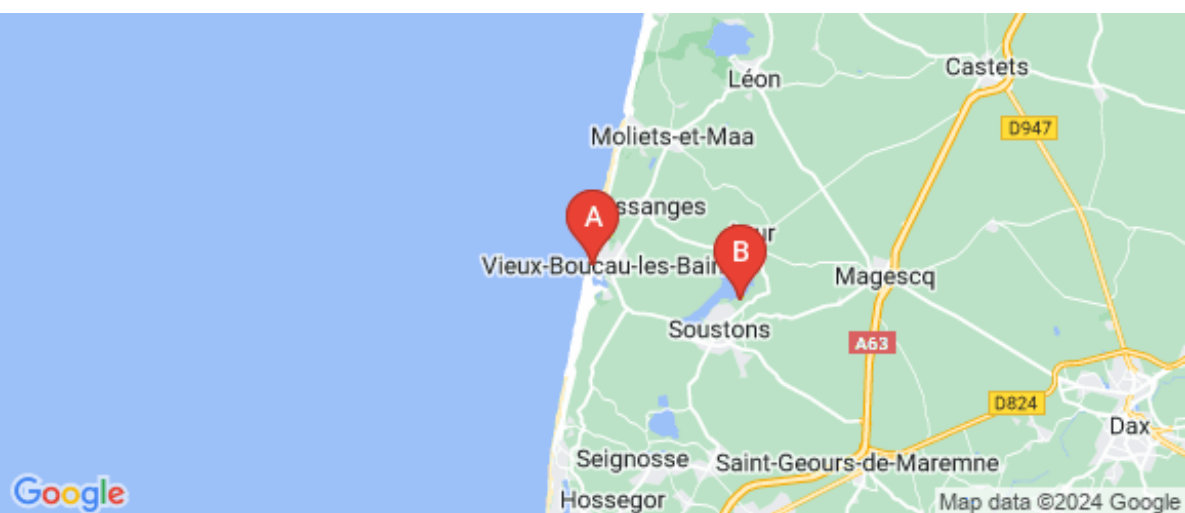 Léon
Castets
D947
Moliets-et-Maa
A
ssanges
B
ur
Vieux-Boucau-les-Bain
Magescq
Soustons
A63
D824
Dax
Seignosse
Saint-Geours-de-Maremne
Hossegor
Google
Map data ©2024 Google